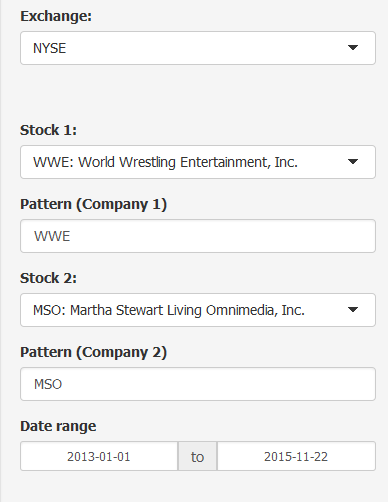 Exchange:
NYSE
Stock 1:
WWE: World Wrestling Entertainment, Inc.
Pattern (Company 1)
WWE
Stock 2:
MSO: Martha Stewart Living Omnimedia, Inc.
Pattern (Company 2)
MSO
Date range
2013-01-01 to 2015-11-22